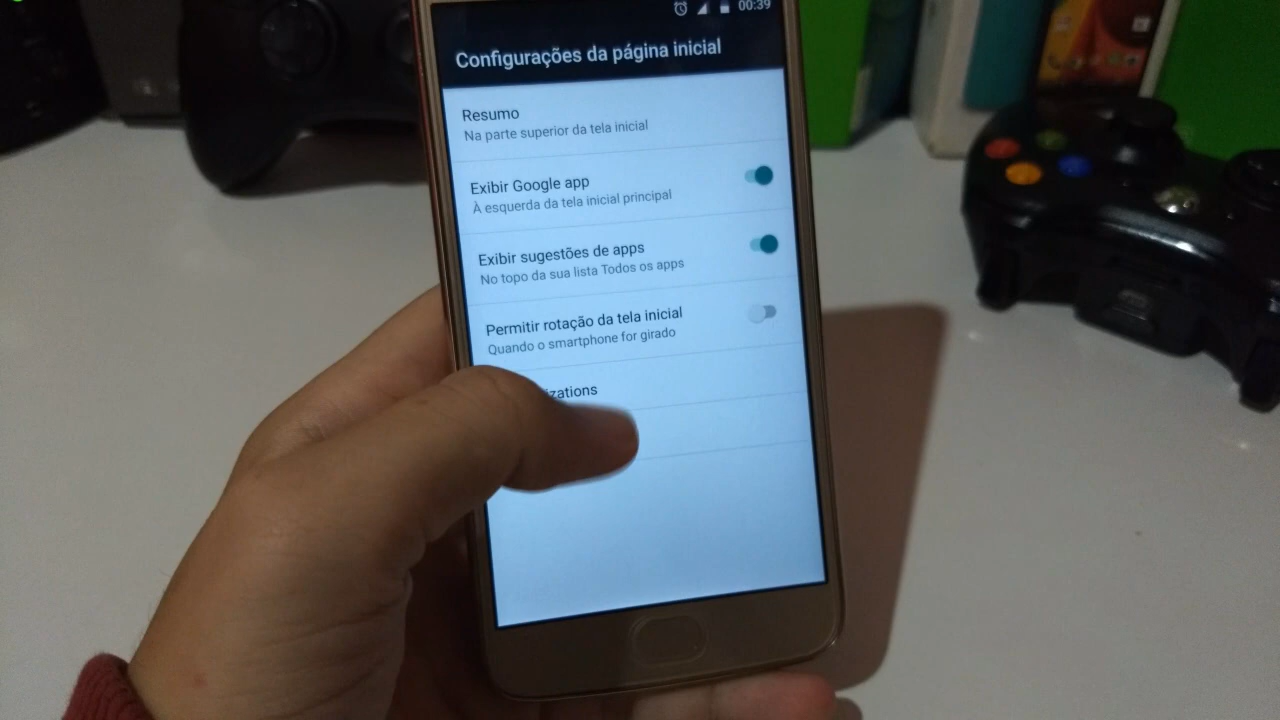 00:39
Configurações da página inicial
Resumo
Na parte superior da tela inicial
Exibir Google app
À esquerda da tela inicial principal
Exibir sugestões de apps
No topo da sua lista Todos os apps
Permitir rotação da tela inicial
Quando o smartphone for girado
izations